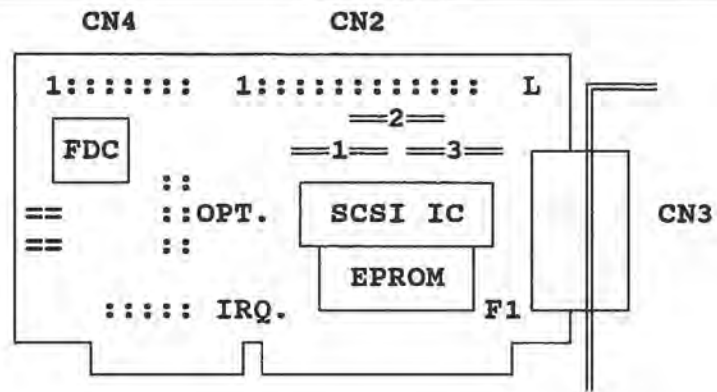 CN4 CN2
1::::::: 1:::::::::::: L
==2==
FDC ==1== ==3==
::
== ::OPT. SCSI IC CN3
== ::
EPROM
::::: IRQ. F1